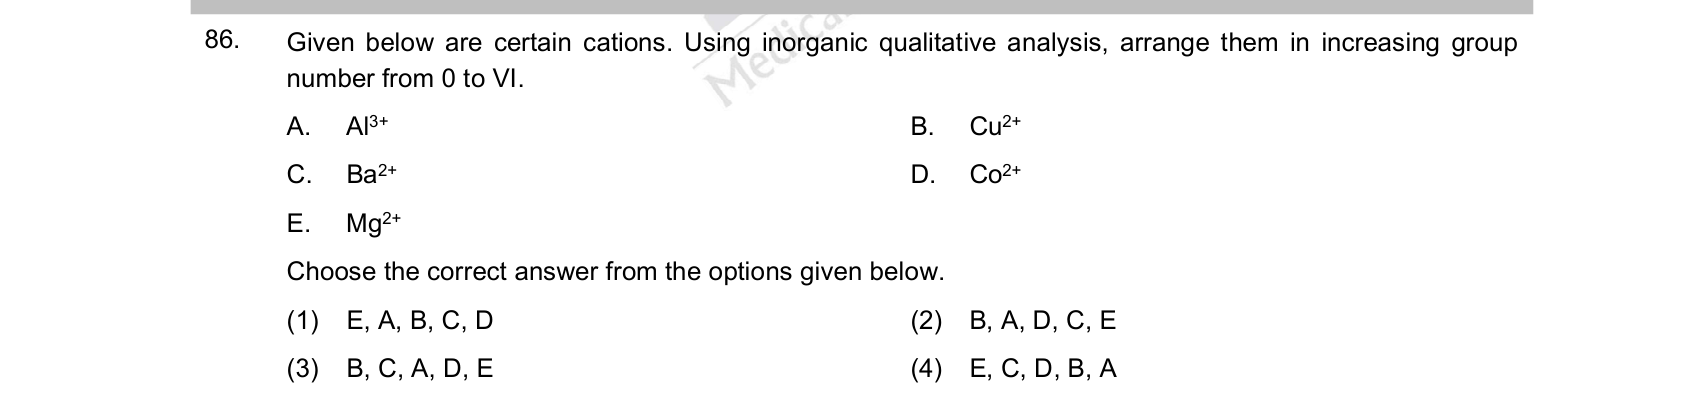 86. Given below are certain cations. Using inorganic qualitative analysis, arrange them in increasing group
number from 0 to VI.
A. Al³⁺ B. Cu²⁺
C. Ba²⁺ D. Co²⁺
E. Mg²⁺
Choose the correct answer from the options given below.
(1) E, A, B, C, D (2) B, A, D, C, E
(3) B, C, A, D, E (4) E, C, D, B, A
Medica